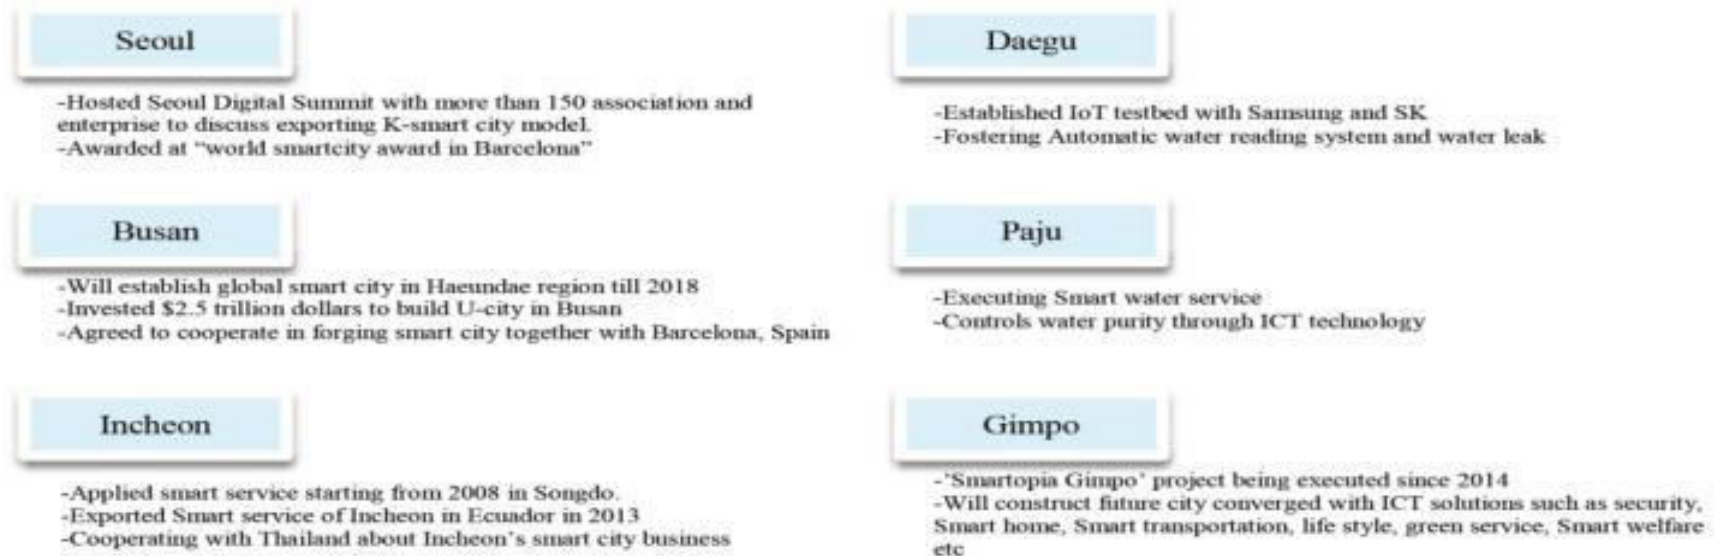 Seoul
-Hosted Seoul Digital Summit with more than 150 association and
enterprise to discuss exporting K-smart city model.
-Awarded at “world smartcity award in Barcelona”
Busan
-Will establish global smart city in Haeundae region till 2018
-Invested $2.5 trillion dollars to build U-city in Busan
-Agreed to cooperate in forging smart city together with Barcelona, Spain
Incheon
-Applied smart service starting from 2008 in Songdo.
-Exported Smart service of Incheon in Ecuador in 2013
-Cooperating with Thailand about Incheon’s smart city business
Daegu
-Established IoT testbed with Samsung and SK
-Fostering Automatic water reading system and water leak
Paju
-Executing Smart water service
-Controls water purity through ICT technology
Gimpo
-’Smartopia Gimpo’ project being executed since 2014
-Will construct future city converged with ICT solutions such as security,
Smart home, Smart transportation, life style, green service, Smart welfare
etc